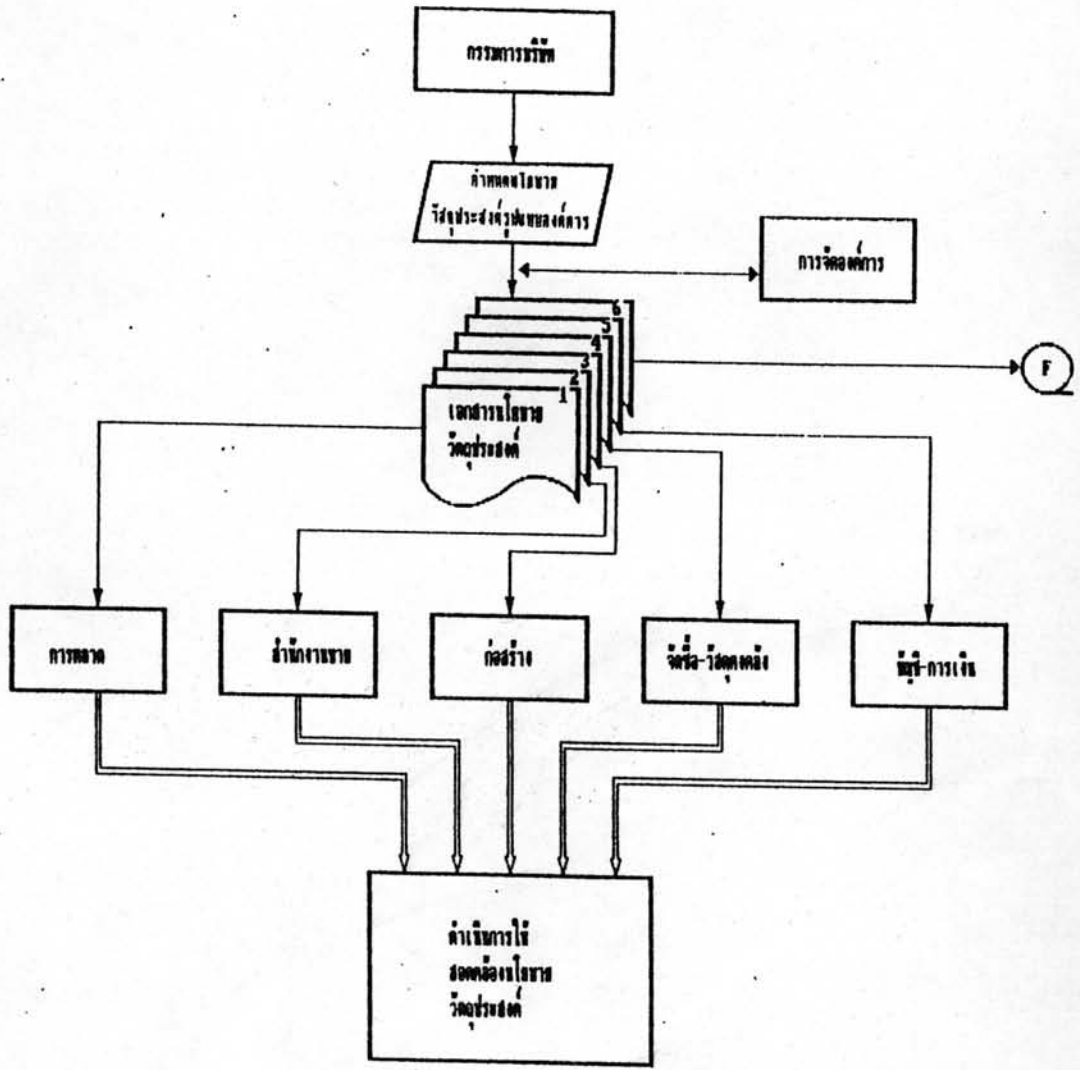 กรรมการบริษัท
กำหนดนโยบาย
วัสถุประสงค์รูปแบบองค์การ
การจัดองค์การ
6
5
4
3
2
1
F
เอกสารนโยบาย
วัตถุประสงค์
การตลาด
สำนักงานขาย
ก่อสร้าง
จัดซื้อ-วัสดุคงคลัง
บัญชี-การเงิน
ดำเนินการให้
สอดคล้องนโยบาย
วัตถุประสงค์